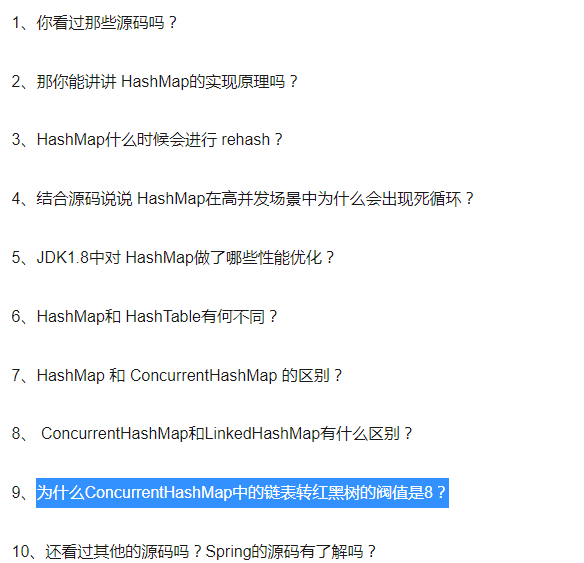 1、你看过那些源码吗？
2、那你能讲讲 HashMap的实现原理吗？
3、HashMap什么时候会进行 rehash？
4、结合源码说说 HashMap在高并发场景中为什么会出现死循环？
5、JDK1.8中对 HashMap做了哪些性能优化？
6、HashMap和 HashTable有何不同？
7、HashMap 和 ConcurrentHashMap 的区别？
8、 ConcurrentHashMap和LinkedHashMap有什么区别？
9、为什么ConcurrentHashMap中的链表转红黑树的阀值是8？
10、还看过其他的源码吗？Spring的源码有了解吗？